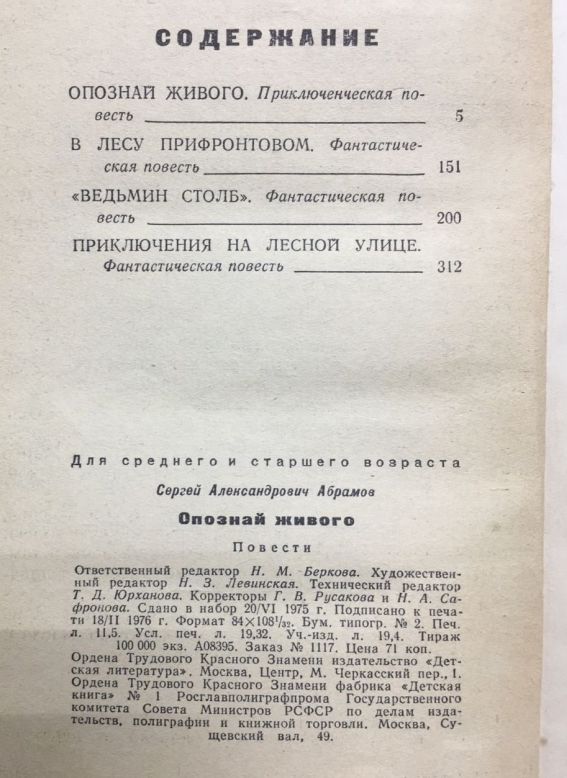 СОДЕРЖАНИЕ
ОПОЗНАЙ ЖИВОГО. Приключенческая по-
весть 5
В ЛЕСУ ПРИФРОНТОВОМ. Фантастиче-
ская повесть 151
«ВЕДЬМИН СТОЛБ». Фантастическая по-
весть 200
ПРИКЛЮЧЕНИЯ НА ЛЕСНОЙ УЛИЦЕ.
Фантастическая повесть 312
Для среднего и старшего возраста
Сергей Александрович Абрамов
Опознай живого
Повести
Ответственный редактор Н. М. Беркова. Художествен-
ный редактор Н. З. Левинская. Технический редактор
Т. Д. Юрханова. Корректоры Г. В. Русакова и Н. А. Са-
фронова. Сдано в набор 20/VI 1975 г. Подписано к печа-
ти 18/II 1976 г. Формат 84×108¹/₃₂. Бум. типогр. № 2. Печ.
л. 11,5. Усл. печ. л. 19,32. Уч.-изд. л. 19,4. Тираж
100 000 экз. А08395. Заказ № 1117. Цена 71 коп.
Ордена Трудового Красного Знамени издательство «Дет-
ская литература». Москва, Центр, М. Черкасский пер., 1.
Ордена Трудового Красного Знамени фабрика «Детская
книга» № 1 Росглавполиграфпрома Государственного
комитета Совета Министров РСФСР по делам изда-
тельств, полиграфии и книжной торговли. Москва, Су-
щевский вал, 49.